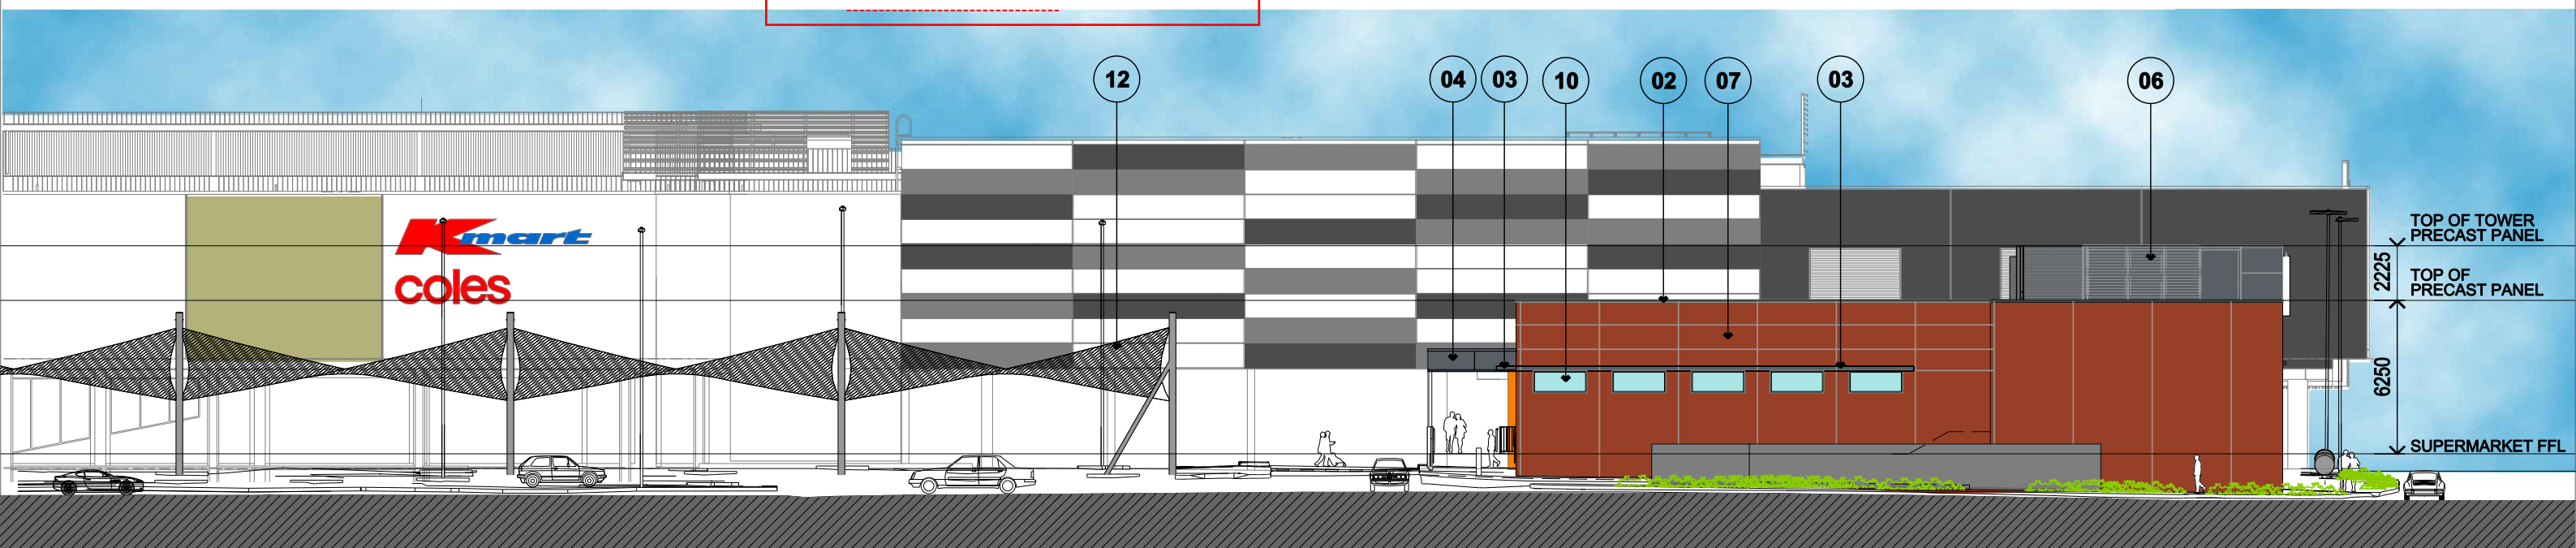 12
04
03
10
02
07
03
06
Kmart
coles
TOP OF TOWER
PRECAST PANEL
2225
TOP OF
PRECAST PANEL
6250
SUPERMARKET FFL